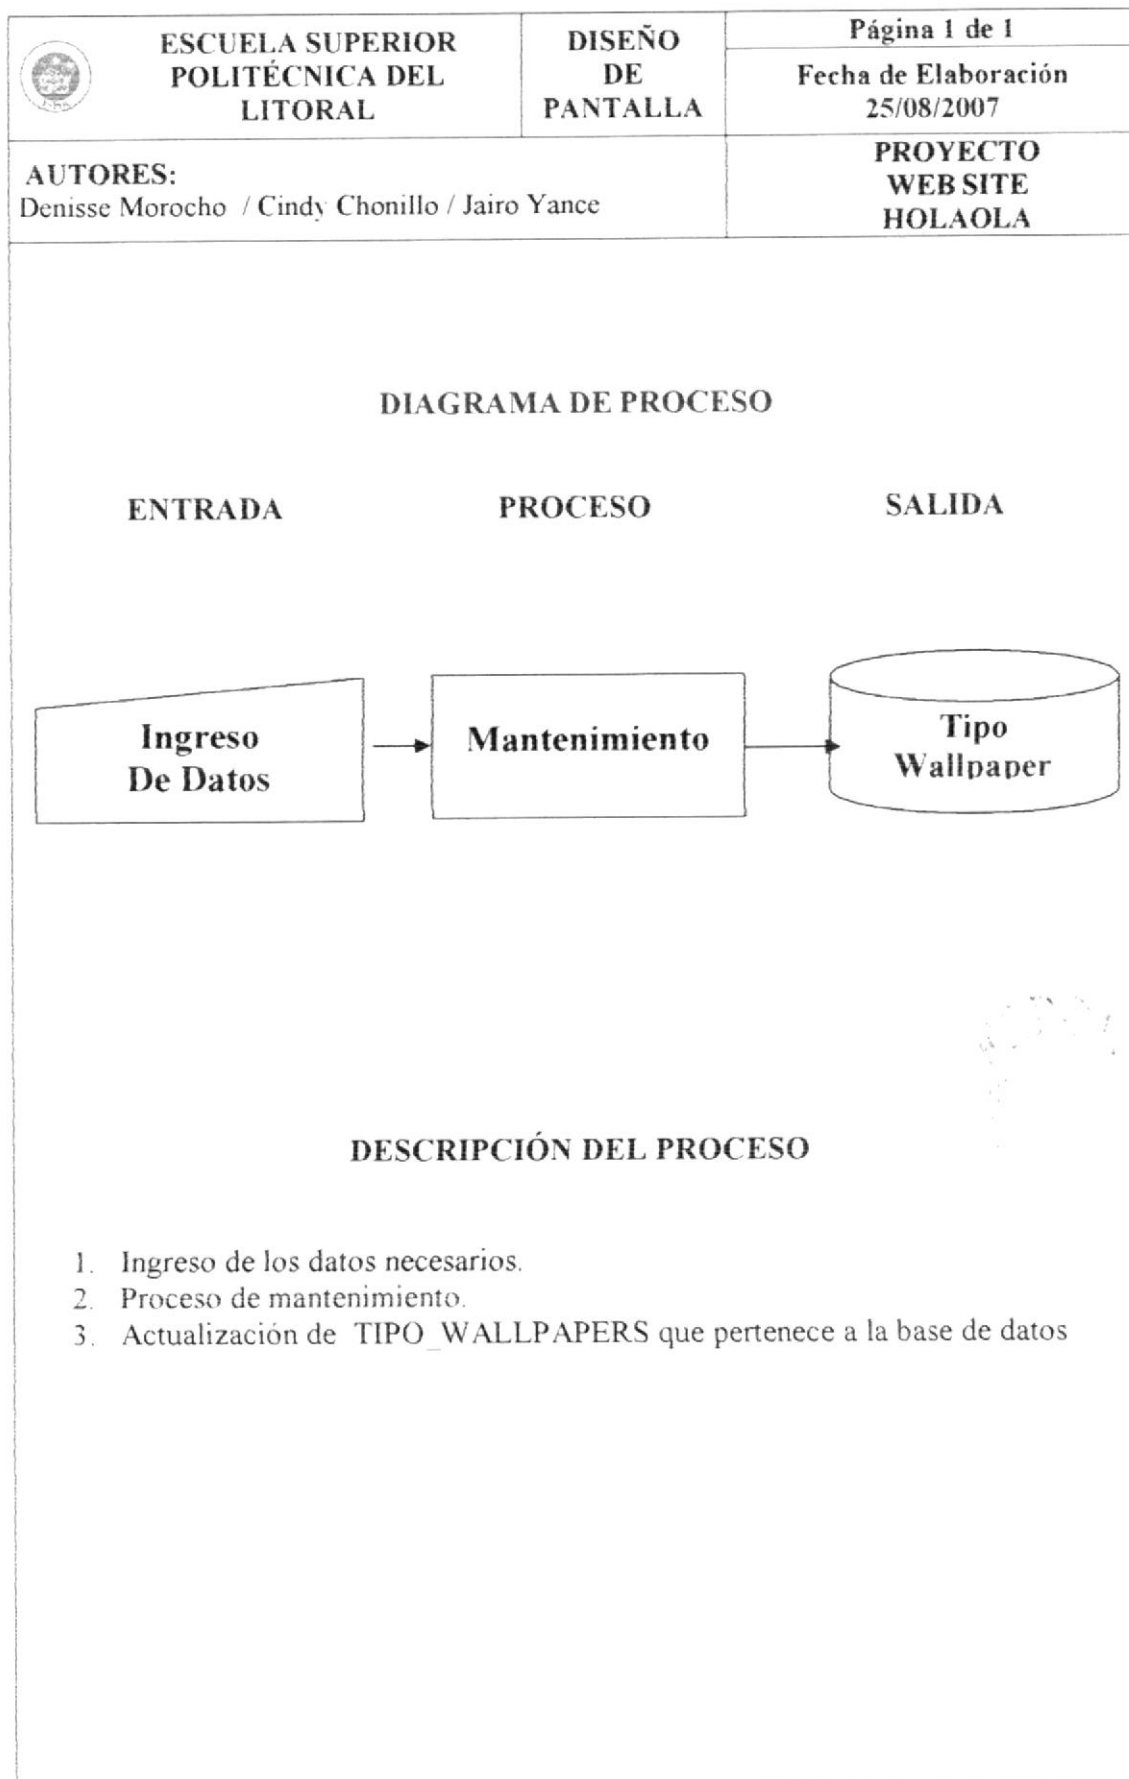 ESCUELA SUPERIOR
POLITÉCNICA DEL
LITORAL
DISEÑO
DE
PANTALLA
Página 1 de 1
Fecha de Elaboración
25/08/2007
AUTORES:
Denisse Morocho / Cindy Chonillo / Jairo Yance
PROYECTO
WEB SITE
HOLAOLA
DIAGRAMA DE PROCESO
ENTRADA
PROCESO
SALIDA
Ingreso
De Datos
Mantenimiento
Tipo
Wallpaper
DESCRIPCIÓN DEL PROCESO
1. Ingreso de los datos necesarios.
2. Proceso de mantenimiento.
3. Actualización de TIPO_WALLPAPERS que pertenece a la base de datos